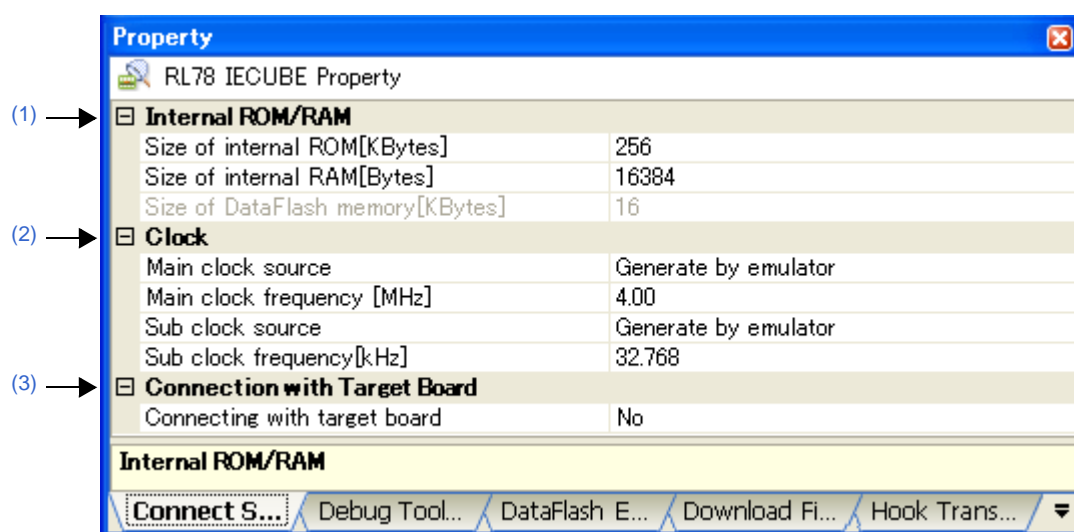 Property
RL78 IECUBE Property
(1) Internal ROM/RAM
Size of internal ROM[KBytes] 256
Size of internal RAM[Bytes] 16384
Size of DataFlash memory[KBytes] 16
(2) Clock
Main clock source Generate by emulator
Main clock frequency [MHz] 4.00
Sub clock source Generate by emulator
Sub clock frequency[kHz] 32.768
(3) Connection with Target Board
Connecting with target board No
Internal ROM/RAM
Connect S... Debug Tool... DataFlash E... Download Fi... Hook Trans...